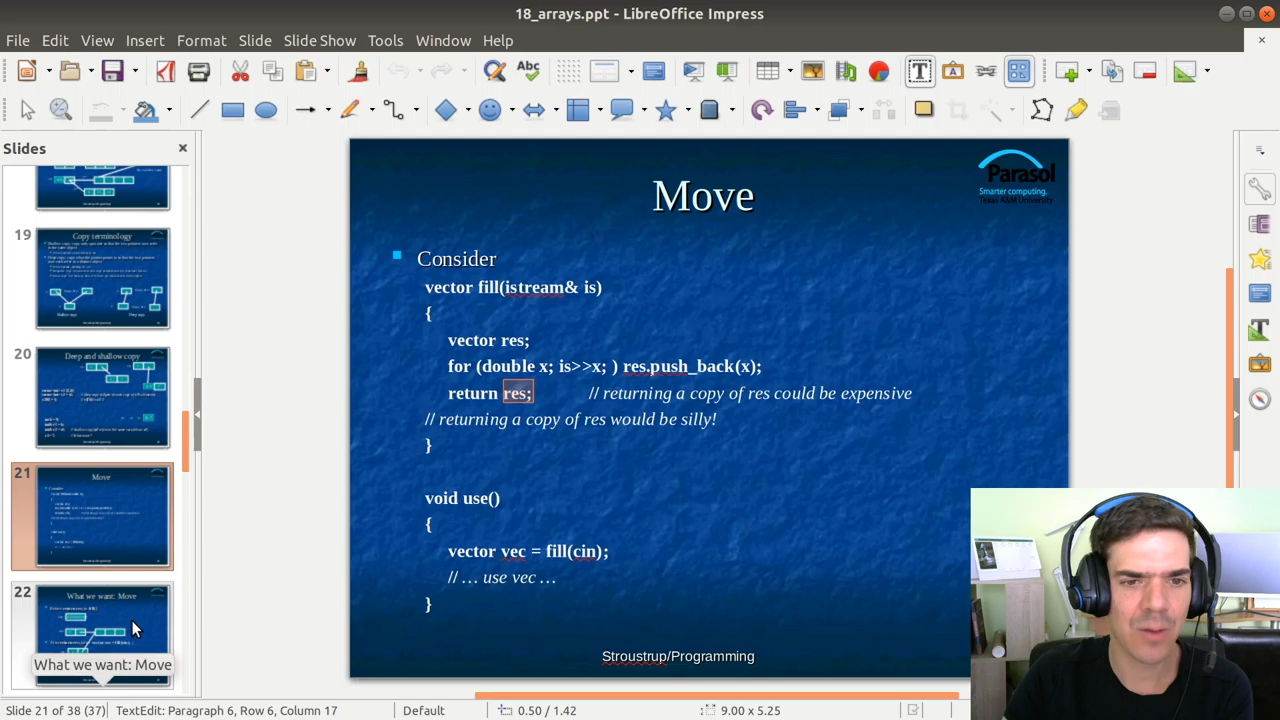 18_arrays.ppt - LibreOffice Impress
File Edit View Insert Format Slide Slide Show Tools Window Help
Slides
19
Copy terminology
20
Deep and shallow copy
21
Move
Consider
22
What we want: Move
What we want: Move
Parasol
Smarter computing.
Texas A&M University
Move
Consider
vector fill(istream& is)
{
vector res;
for (double x; is>>x; ) res.push_back(x);
return res; // returning a copy of res could be expensive
// returning a copy of res would be silly!
}
void use()
{
vector vec = fill(cin);
// … use vec …
}
Stroustrup/Programming
Slide 21 of 38 (37) TextEdit: Paragraph 6, Row 6, Column 17 Default 0.50 / 1.42 9.00 x 5.25